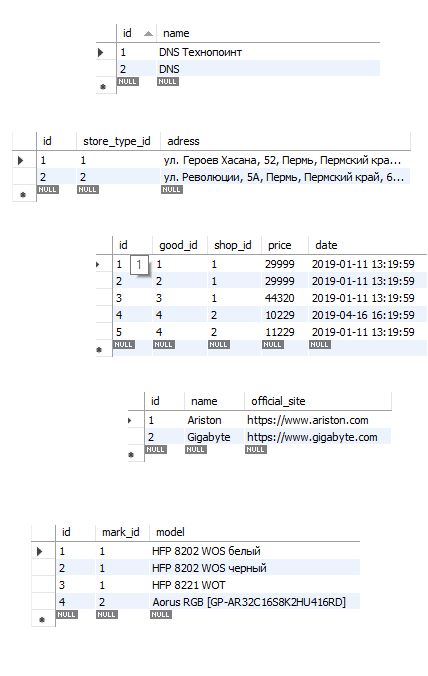 id name
1 DNS Технопоинт
2 DNS
NULL NULL
id store_type_id adress
1 1 ул. Героев Хасана, 52, Пермь, Пермский кра...
2 2 ул. Революции, 5А, Пермь, Пермский край, 6...
NULL NULL NULL
id good_id shop_id price date
1 1 1 1 29999 2019-01-11 13:19:59
2 2 1 29999 2019-01-11 13:19:59
3 3 1 44320 2019-01-11 13:19:59
4 4 2 10229 2019-04-16 16:19:59
5 4 2 11229 2019-01-11 13:19:59
NULL NULL NULL NULL NULL
id name official_site
1 Ariston https://www.ariston.com
2 Gigabyte https://www.gigabyte.com
NULL NULL NULL
id mark_id model
1 1 HFP 8202 WOS белый
2 1 HFP 8202 WOS черный
3 1 HFP 8221 WOT
4 2 Aorus RGB [GP-AR32C16S8K2HU416RD]
NULL NULL NULL